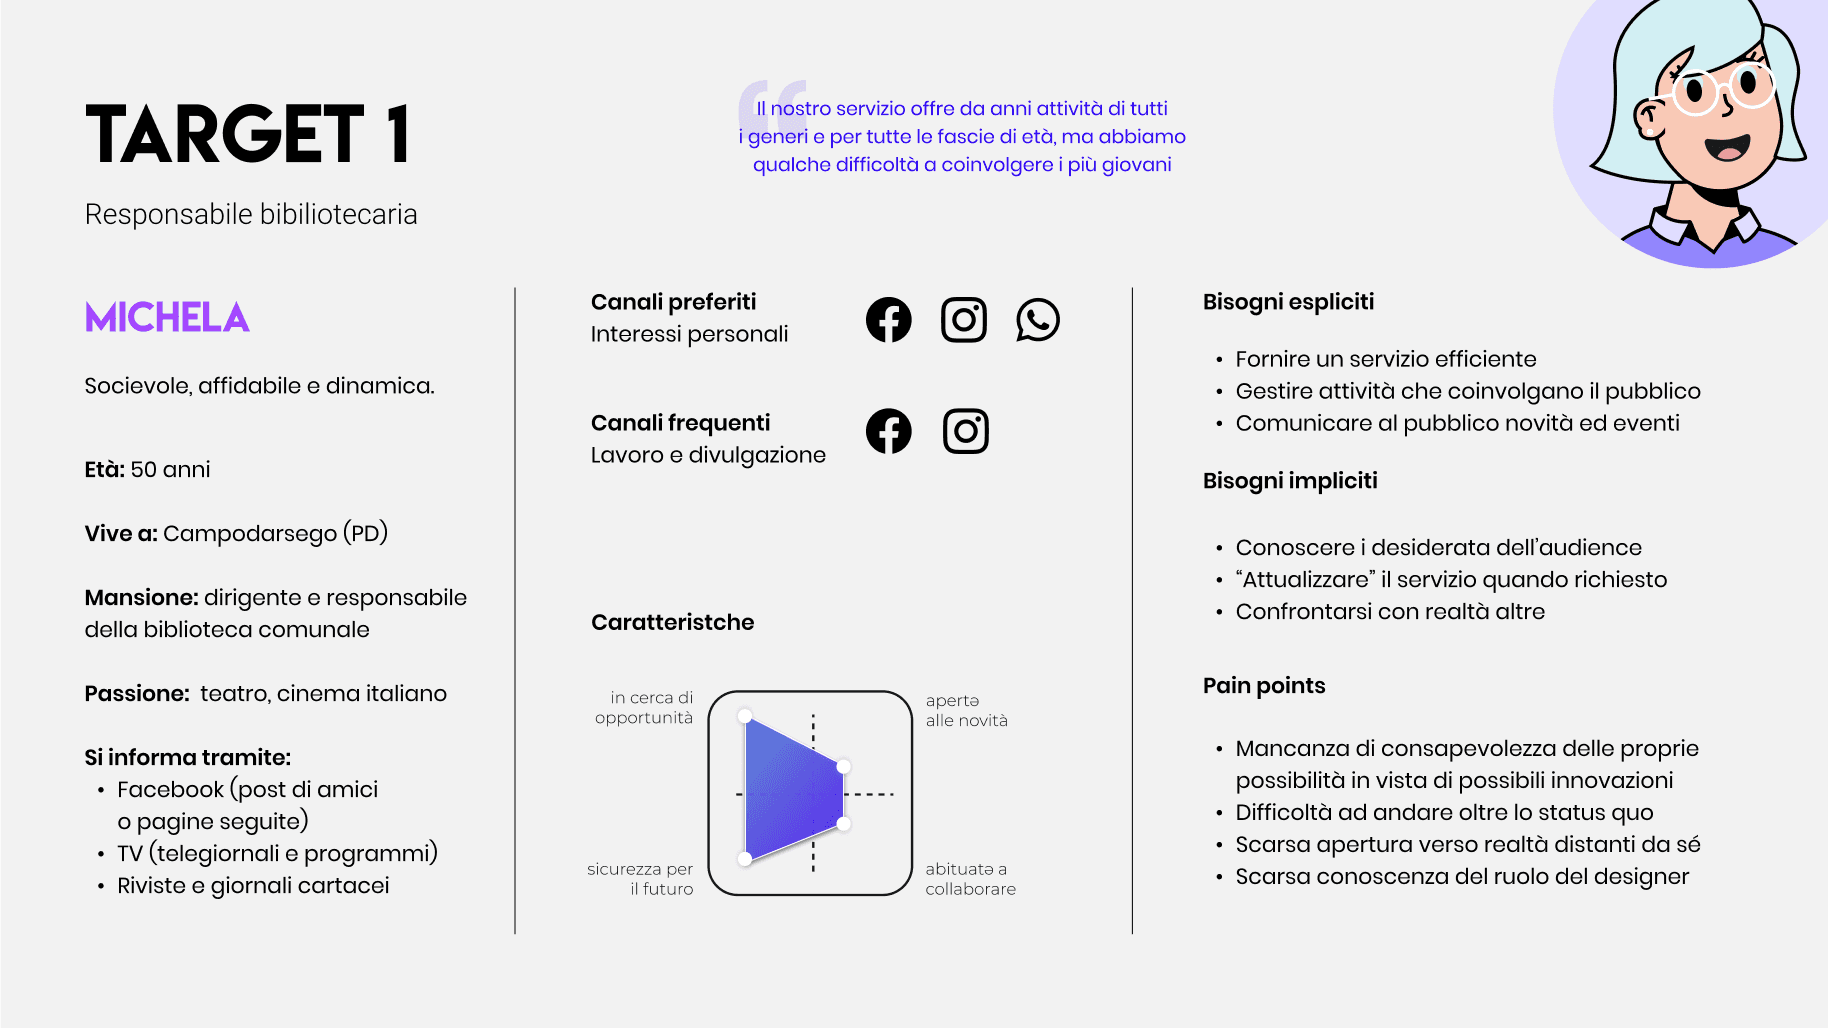 TARGET 1
Responsabile bibiliotecaria
“
Il nostro servizio offre da anni attività di tutti
i generi e per tutte le fascie di età, ma abbiamo
qualche difficoltà a coinvolgere i più giovani
MICHELA
Socievole, affidabile e dinamica.
Età: 50 anni
Vive a: Campodarsego (PD)
Mansione: dirigente e responsabile
della biblioteca comunale
Passione: teatro, cinema italiano
Si informa tramite:
• Facebook (post di amici
o pagine seguite)
• TV (telegiornali e programmi)
• Riviste e giornali cartacei
Canali preferiti
Interessi personali
Canali frequenti
Lavoro e divulgazione
Caratteristche
in cerca di
opportunità
apertə
alle novità
sicurezza per
il futuro
abituatə a
collaborare
Bisogni espliciti
• Fornire un servizio efficiente
• Gestire attività che coinvolgano il pubblico
• Comunicare al pubblico novità ed eventi
Bisogni impliciti
• Conoscere i desiderata dell’audience
• “Attualizzare” il servizio quando richiesto
• Confrontarsi con realtà altre
Pain points
• Mancanza di consapevolezza delle proprie
possibilità in vista di possibili innovazioni
• Difficoltà ad andare oltre lo status quo
• Scarsa apertura verso realtà distanti da sé
• Scarsa conoscenza del ruolo del designer